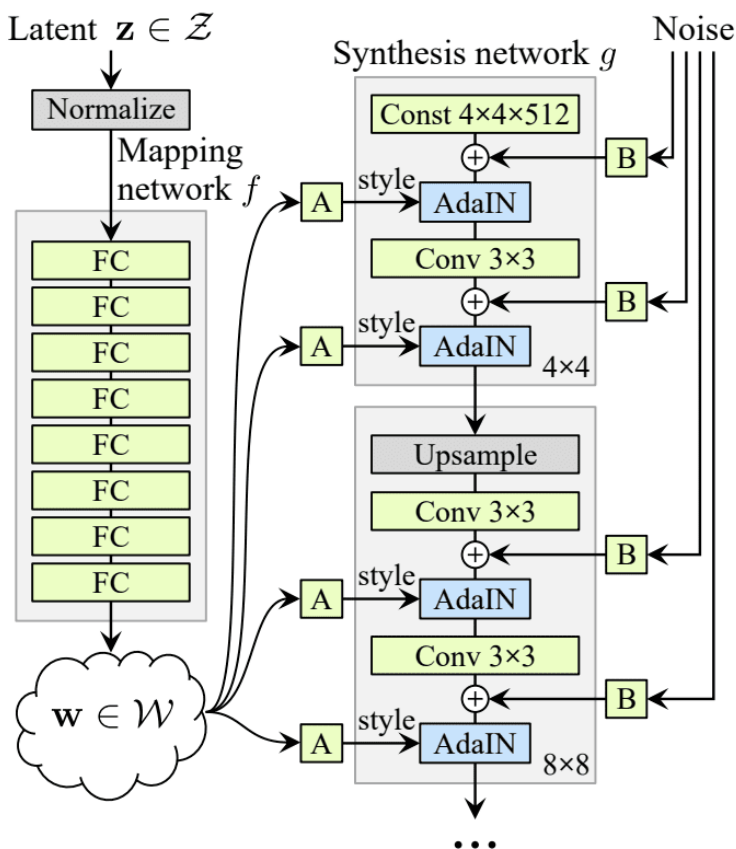 Latent z ∈ 𝒵
Normalize
Mapping
network f
FC
FC
FC
FC
FC
FC
FC
FC
w ∈ 𝒲
Synthesis network g
Noise
Const 4×4×512
+
B
A
style
AdaIN
Conv 3×3
+
B
A
style
AdaIN
4×4
Upsample
Conv 3×3
+
B
A
style
AdaIN
Conv 3×3
+
B
A
style
AdaIN
8×8
...